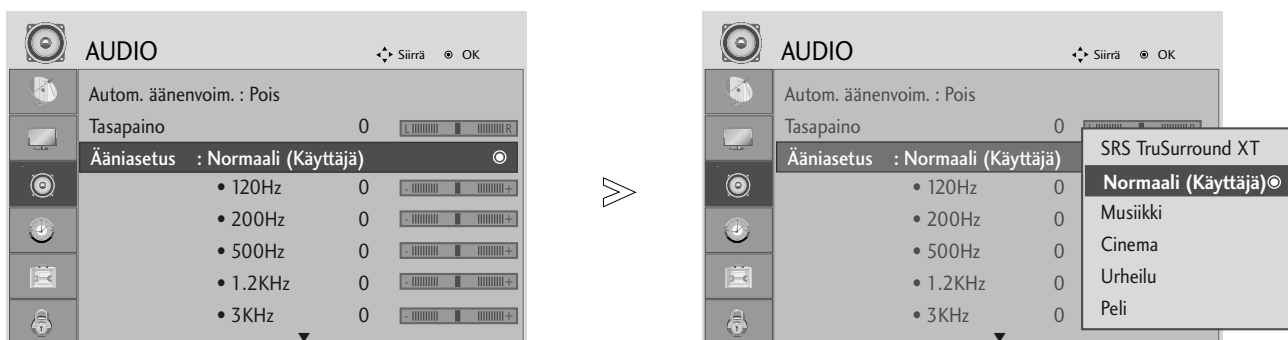 AUDIO
Siirrä OK
Autom. äänenvoim. : Pois
Tasapaino 0 L R
Ääniasetus : Normaali (Käyttäjä)
• 120Hz 0 - +
• 200Hz 0 - +
• 500Hz 0 - +
• 1.2KHz 0 - +
• 3KHz 0 - +
AUDIO
Siirrä OK
Autom. äänenvoim. : Pois
Tasapaino 0
Ääniasetus : Normaali (Käyttäjä)
• 120Hz 0
• 200Hz 0
• 500Hz 0
• 1.2KHz 0
• 3KHz 0
SRS TruSurround XT
Normaali (Käyttäjä)
Musiikki
Cinema
Urheilu
Peli